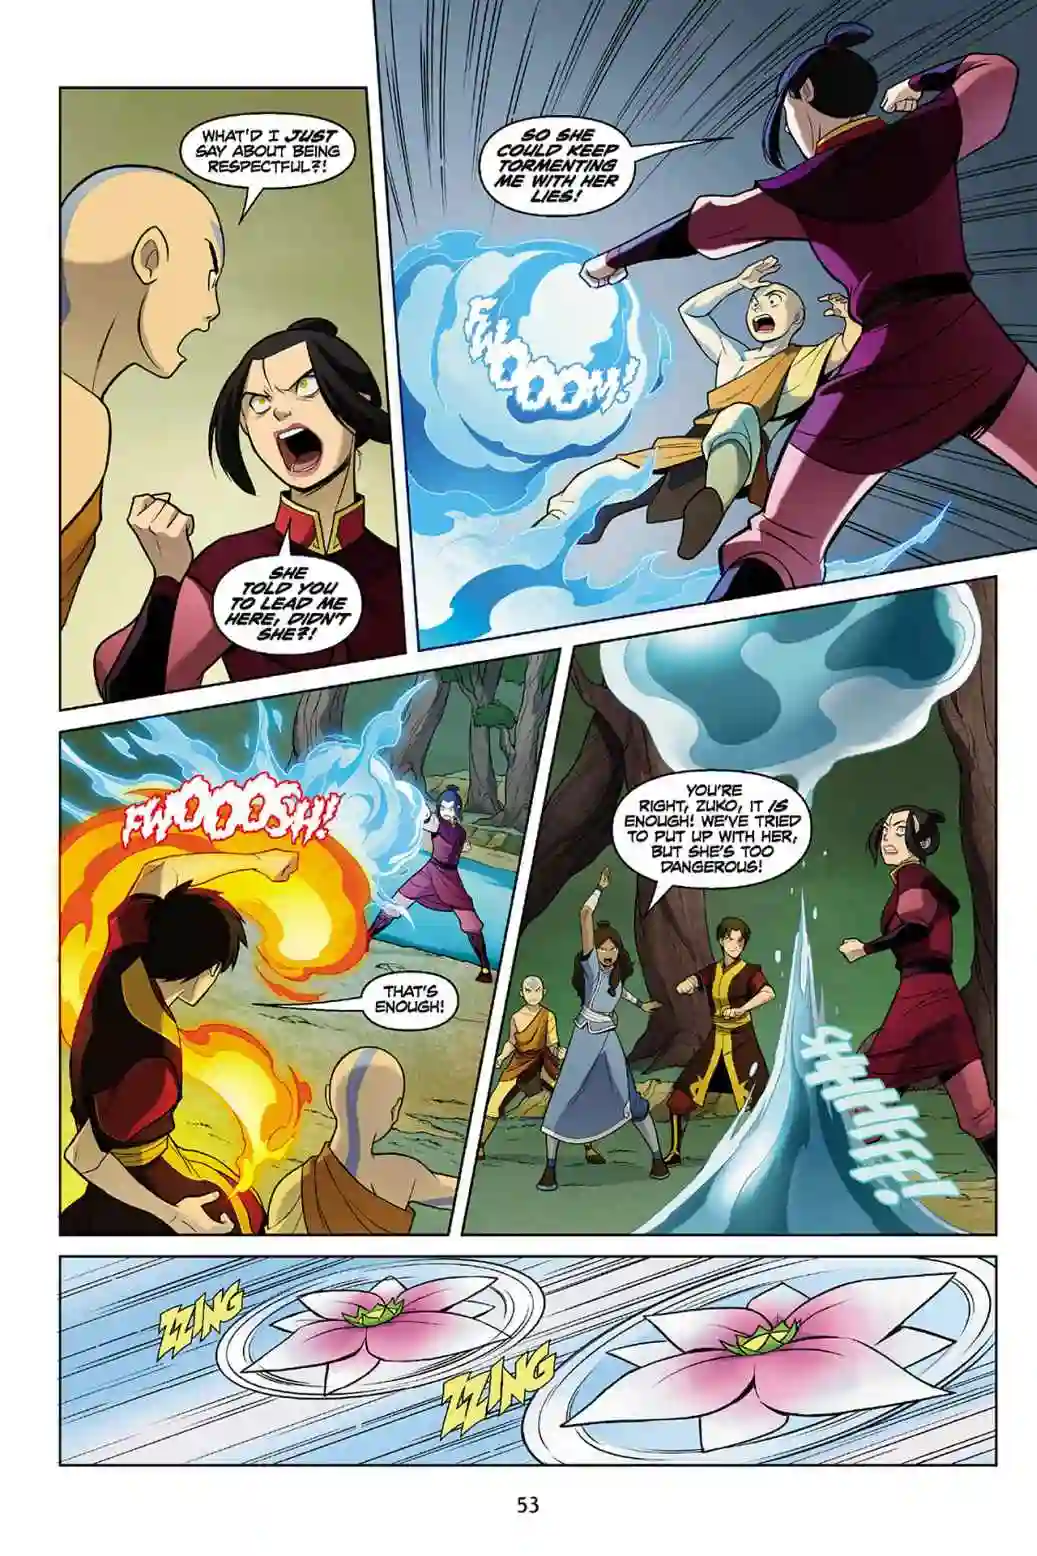 WHAT'D I JUST
SAY ABOUT BEING
RESPECTFUL?!
SHE
TOLD YOU
TO LEAD ME
HERE, DIDN'T
SHE?!
SO SHE
COULD KEEP
TORMENTING
ME WITH HER
LIES!
FWOOOM!
FWOOOSH!
THAT'S
ENOUGH!
YOU'RE
RIGHT, ZUKO, IT IS
ENOUGH! WE'VE TRIED
TO PUT UP WITH HER,
BUT SHE'S TOO
DANGEROUS!
SHHHFFF!
ZZING
ZZING
53